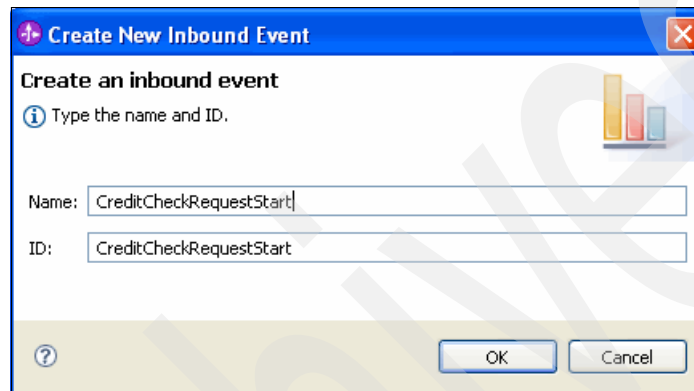 Create New Inbound Event
Create an inbound event
Type the name and ID.
Name: CreditCheckRequestStart
ID: CreditCheckRequestStart
OK Cancel